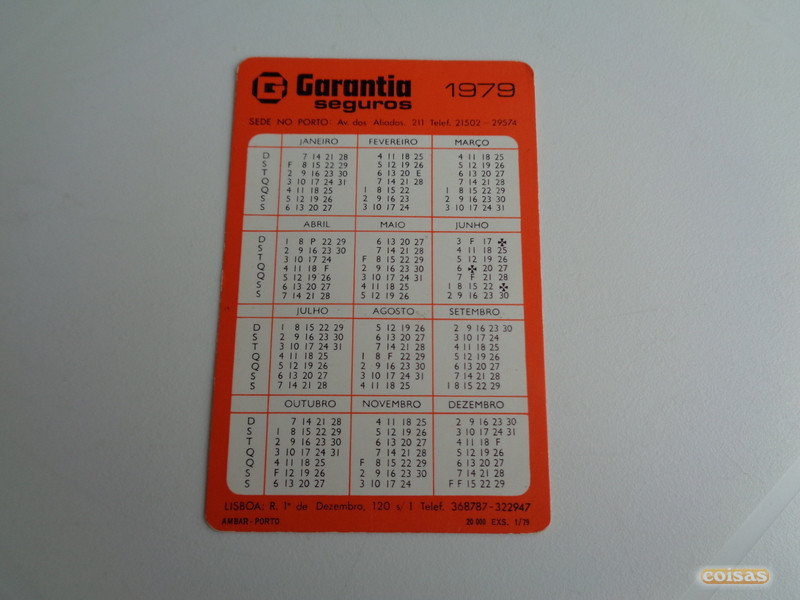 Garantia 1979
seguros
SEDE NO PORTO: Av. dos Aliados, 211 Telef. 21502 - 29574
JANEIRO FEVEREIRO MARÇO
D 7 14 21 28 4 11 18 25 4 11 18 25
S F 8 15 22 29 5 12 19 26 5 12 19 26
T 2 9 16 23 30 6 13 20 E 6 13 20 27
Q 3 10 17 24 31 7 14 21 28 7 14 21 28
Q 4 11 18 25 1 8 15 22 1 8 15 22 29
S 5 12 19 26 2 9 16 23 2 9 16 23 30
S 6 13 20 27 3 10 17 24 3 10 17 24 31
ABRIL MAIO JUNHO
D 1 8 P 22 29 6 13 20 27 3 F 17 ✠
S 2 9 16 23 30 7 14 21 28 4 11 18 25
T 3 10 17 24 F 8 15 22 29 5 12 19 26
Q 4 11 18 F 2 9 16 23 30 6 ✠ 20 27
Q 5 12 19 26 3 10 17 24 31 7 F 21 28
S 6 13 20 27 4 11 18 25 1 8 15 22 ✠
S 7 14 21 28 5 12 19 26 2 9 16 23 30
JULHO AGOSTO SETEMBRO
D 1 8 15 22 29 5 12 19 26 2 9 16 23 30
S 2 9 16 23 30 6 13 20 27 3 10 17 24
T 3 10 17 24 31 7 14 21 28 4 11 18 25
Q 4 11 18 25 1 8 F 22 29 5 12 19 26
Q 5 12 19 26 2 9 16 23 30 6 13 20 27
S 6 13 20 27 3 10 17 24 31 7 14 21 28
S 7 14 21 28 4 11 18 25 1 8 15 22 29
OUTUBRO NOVEMBRO DEZEMBRO
D 7 14 21 28 4 11 18 25 2 9 16 23 30
S 1 8 15 22 29 5 12 19 26 3 10 17 24 31
T 2 9 16 23 30 6 13 20 27 4 11 18 F
Q 3 10 17 24 31 7 14 21 28 5 12 19 26
Q 4 11 18 25 F 8 15 22 29 6 13 20 27
S F 12 19 26 2 9 16 23 30 7 14 21 28
S 6 13 20 27 3 10 17 24 F F 15 22 29
LISBOA: R. 1º de Dezembro, 120 s/1 Telef. 368787-322947
AMBAR - PORTO 20 000 EXS. 1/79
coisas